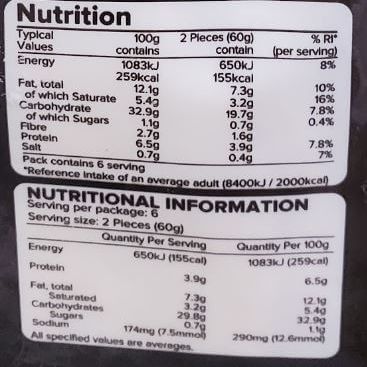 Nutrition
Typical Values 100g contains 2 Pieces (60g) contain % RI* (per serving)
Energy 1083kJ 650kJ 8%
259kcal 155kcal
Fat, total 12.1g 7.3g 10%
of which Saturate 5.4g 3.2g 16%
Carbohydrate 32.9g 19.7g 7.8%
of which Sugars 1.1g 0.7g 0.4%
Fibre 2.7g 1.6g
Protein 6.5g 3.9g 7.8%
Salt 0.7g 0.4g 7%
Pack contains 6 serving
*Reference Intake of an average adult (8400kJ / 2000kcal)
NUTRITIONAL INFORMATION
Serving per package: 6
Serving size: 2 Pieces (60g)
Quantity Per Serving Quantity Per 100g
Energy 650kJ (155cal) 1083kJ (259cal)
Protein 3.9g 6.5g
Fat, total 7.3g 12.1g
Saturated 3.2g 5.4g
Carbohydrates 29.8g 32.9g
Sugars 0.7g 1.1g
Sodium 174mg (7.5mmol) 290mg (12.6mmol)
All specified values are averages.